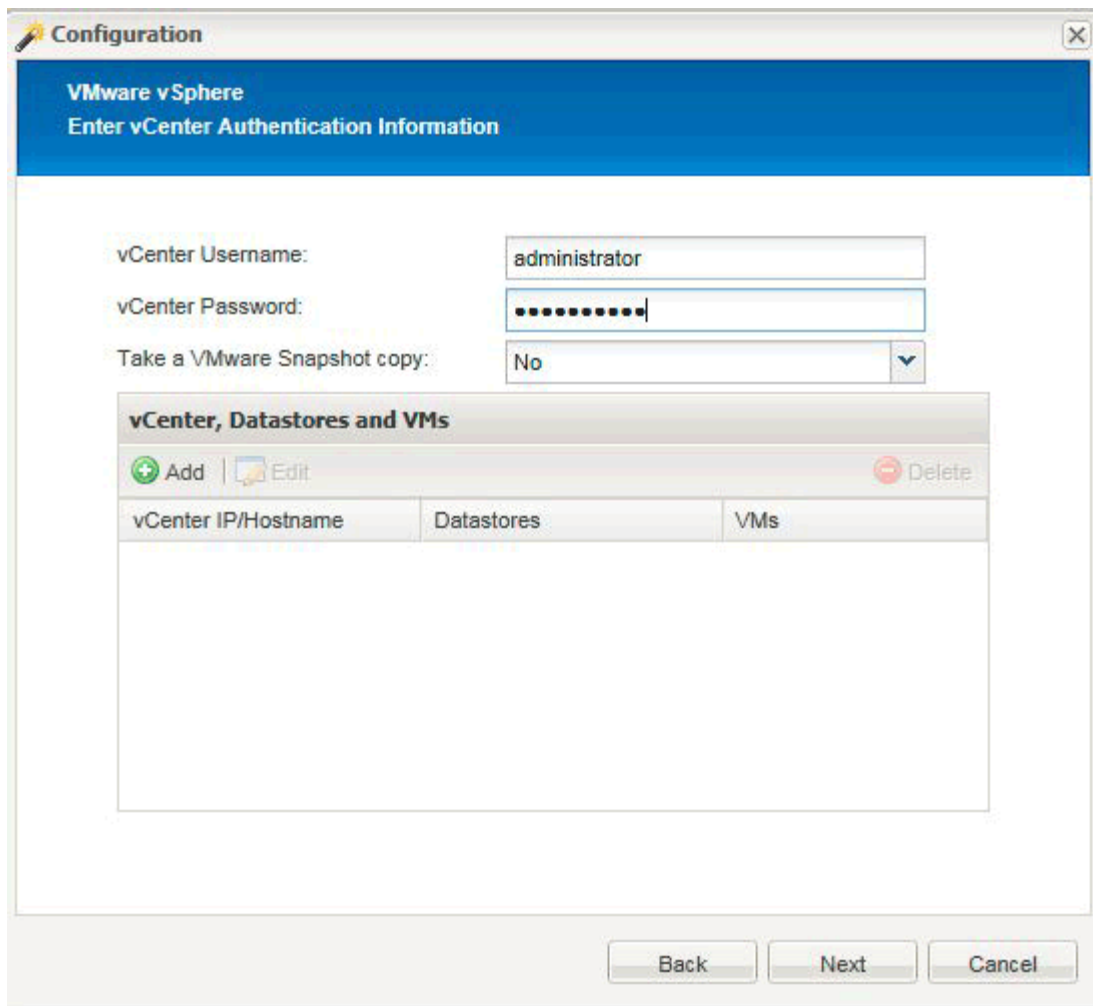 Configuration
VMware vSphere
Enter vCenter Authentication Information
vCenter Username: administrator
vCenter Password: ••••••••••
Take a VMware Snapshot copy: No
vCenter, Datastores and VMs
Add Edit Delete
vCenter IP/Hostname Datastores VMs
Back Next Cancel